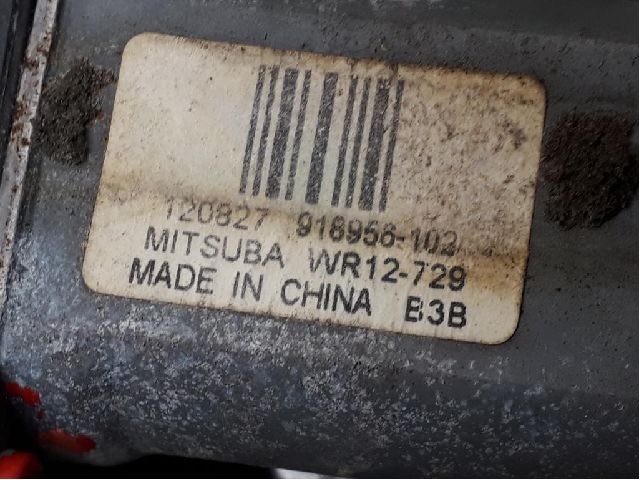 120827 918956-102
MITSUBA WR12-729
MADE IN CHINA B3B